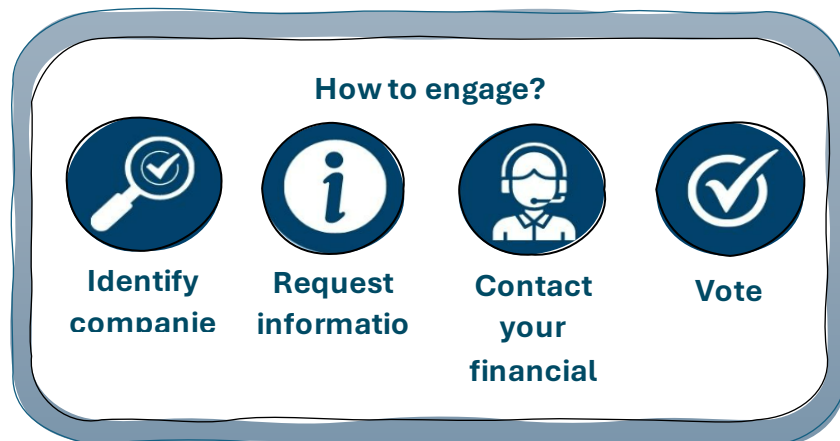 How to engage?
Identify
companie
Request
informatio
Contact
your
financial
Vote